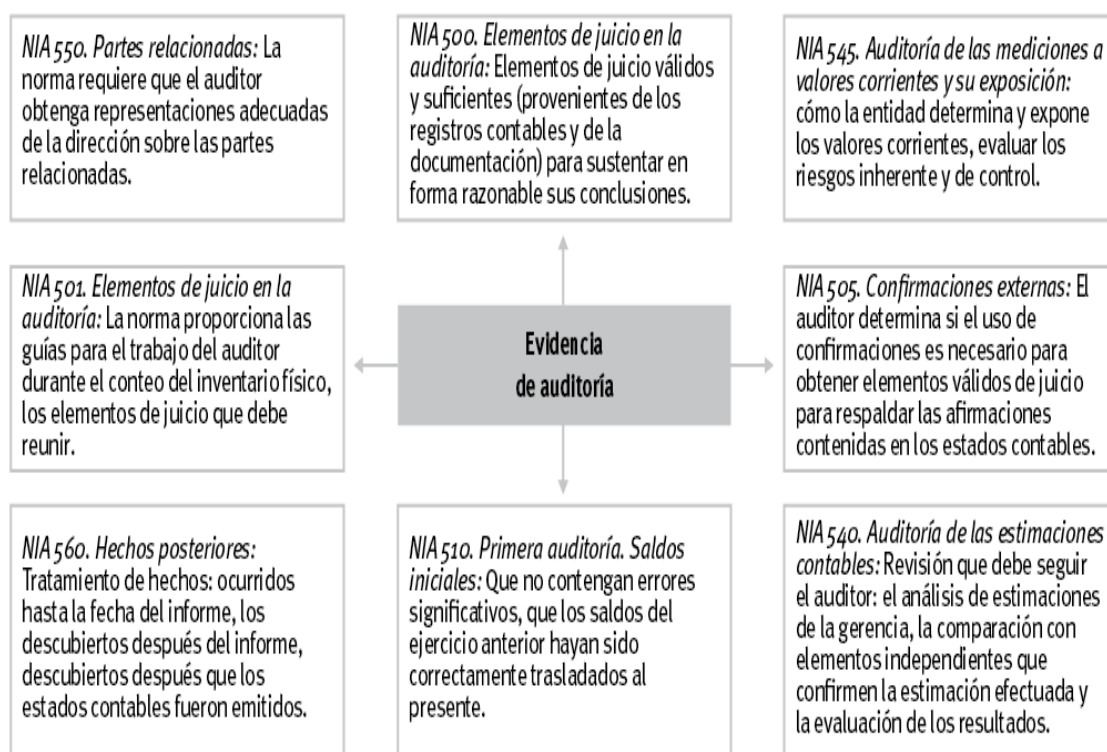 NIA 550. Partes relacionadas: La
norma requiere que el auditor
obtenga representaciones adecuadas
de la dirección sobre las partes
relacionadas.
NIA 500. Elementos de juicio en la
auditoría: Elementos de juicio válidos
y suficientes (provenientes de los
registros contables y de la
documentación) para sustentar en
forma razonable sus conclusiones.
NIA 545. Auditoría de las mediciones a
valores corrientes y su exposición:
cómo la entidad determina y expone
los valores corrientes, evaluar los
riesgos inherente y de control.
NIA 501. Elementos de juicio en la
auditoría: La norma proporciona las
guías para el trabajo del auditor
durante el conteo del inventario físico,
los elementos de juicio que debe
reunir.
Evidencia
de auditoría
NIA 505. Confirmaciones externas: El
auditor determina si el uso de
confirmaciones es necesario para
obtener elementos válidos de juicio
para respaldar las afirmaciones
contenidas en los estados contables.
NIA 560. Hechos posteriores:
Tratamiento de hechos: ocurridos
hasta la fecha del informe, los
descubiertos después del informe,
descubiertos después que los
estados contables fueron emitidos.
NIA 510. Primera auditoría. Saldos
iniciales: Que no contengan errores
significativos, que los saldos del
ejercicio anterior hayan sido
correctamente trasladados al
presente.
NIA 540. Auditoría de las estimaciones
contables: Revisión que debe seguir
el auditor: el análisis de estimaciones
de la gerencia, la comparación con
elementos independientes que
confirmen la estimación efectuada y
la evaluación de los resultados.